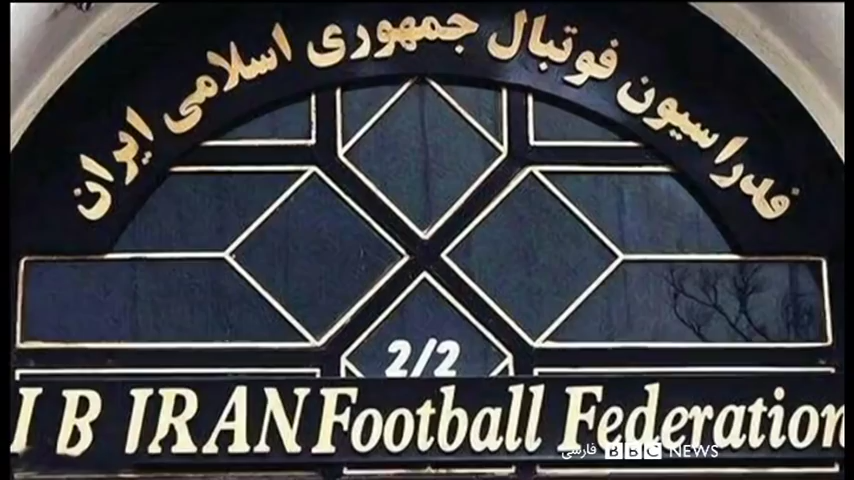 فدراسیون فوتبال جمهوری اسلامی ایران
2/2
I B IRAN Football Federation
فارسی BBC NEWS